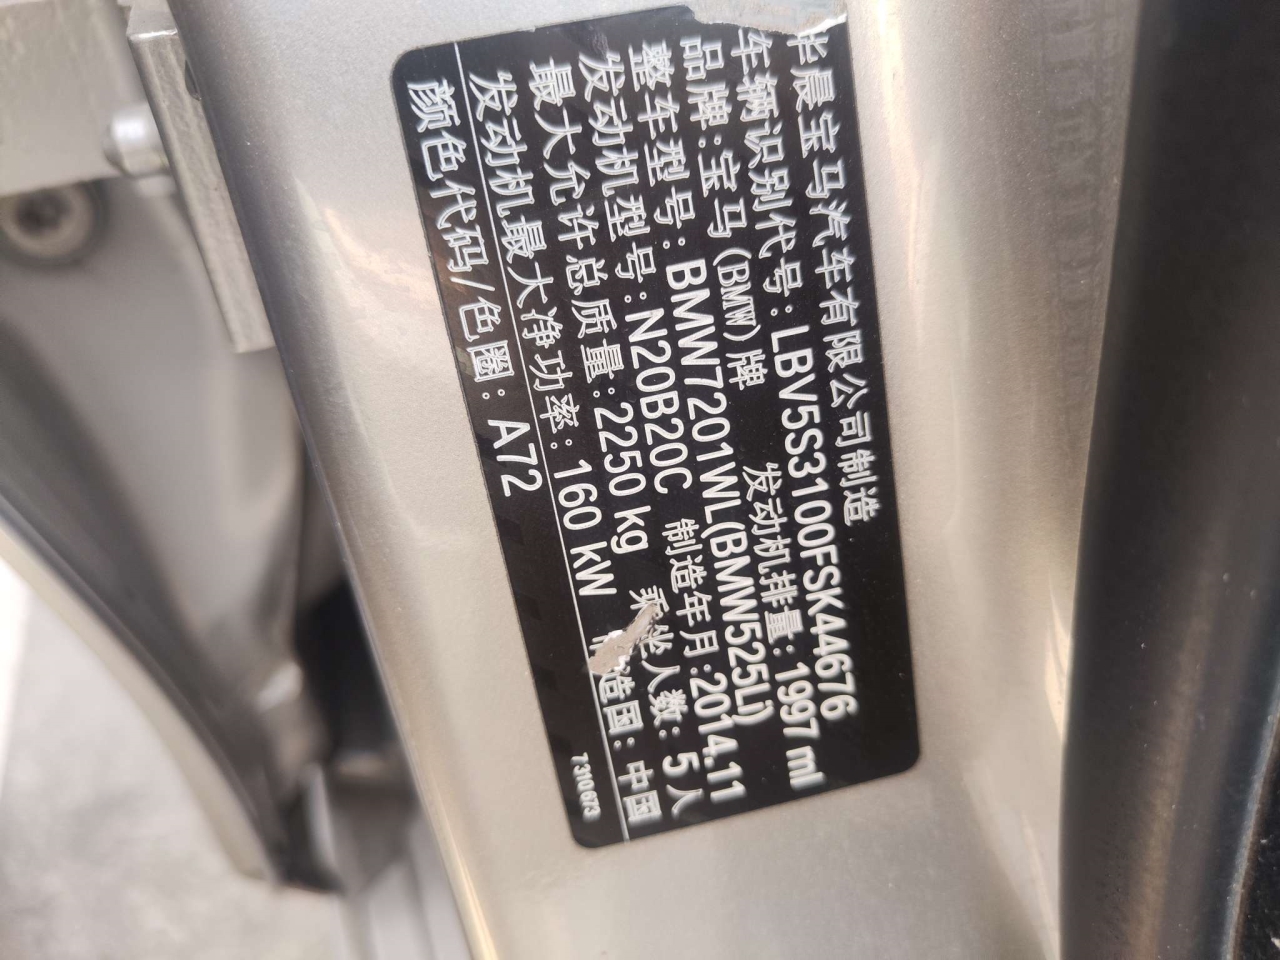 华晨宝马汽车有限公司制造
车辆识别代号: LBV5S3100FSK44676
品牌: 宝马(BMW)牌 发动机排量: 1997 ml
整车型号: BMW7201WL(BMW525Li)
发动机型号: N20B20C 制造年月: 2014.11
最大允许总质量: 2250 kg 乘坐人数: 5人
发动机最大净功率: 160 kW 制造国: 中国
颜色代码/色圈: A72
7310673